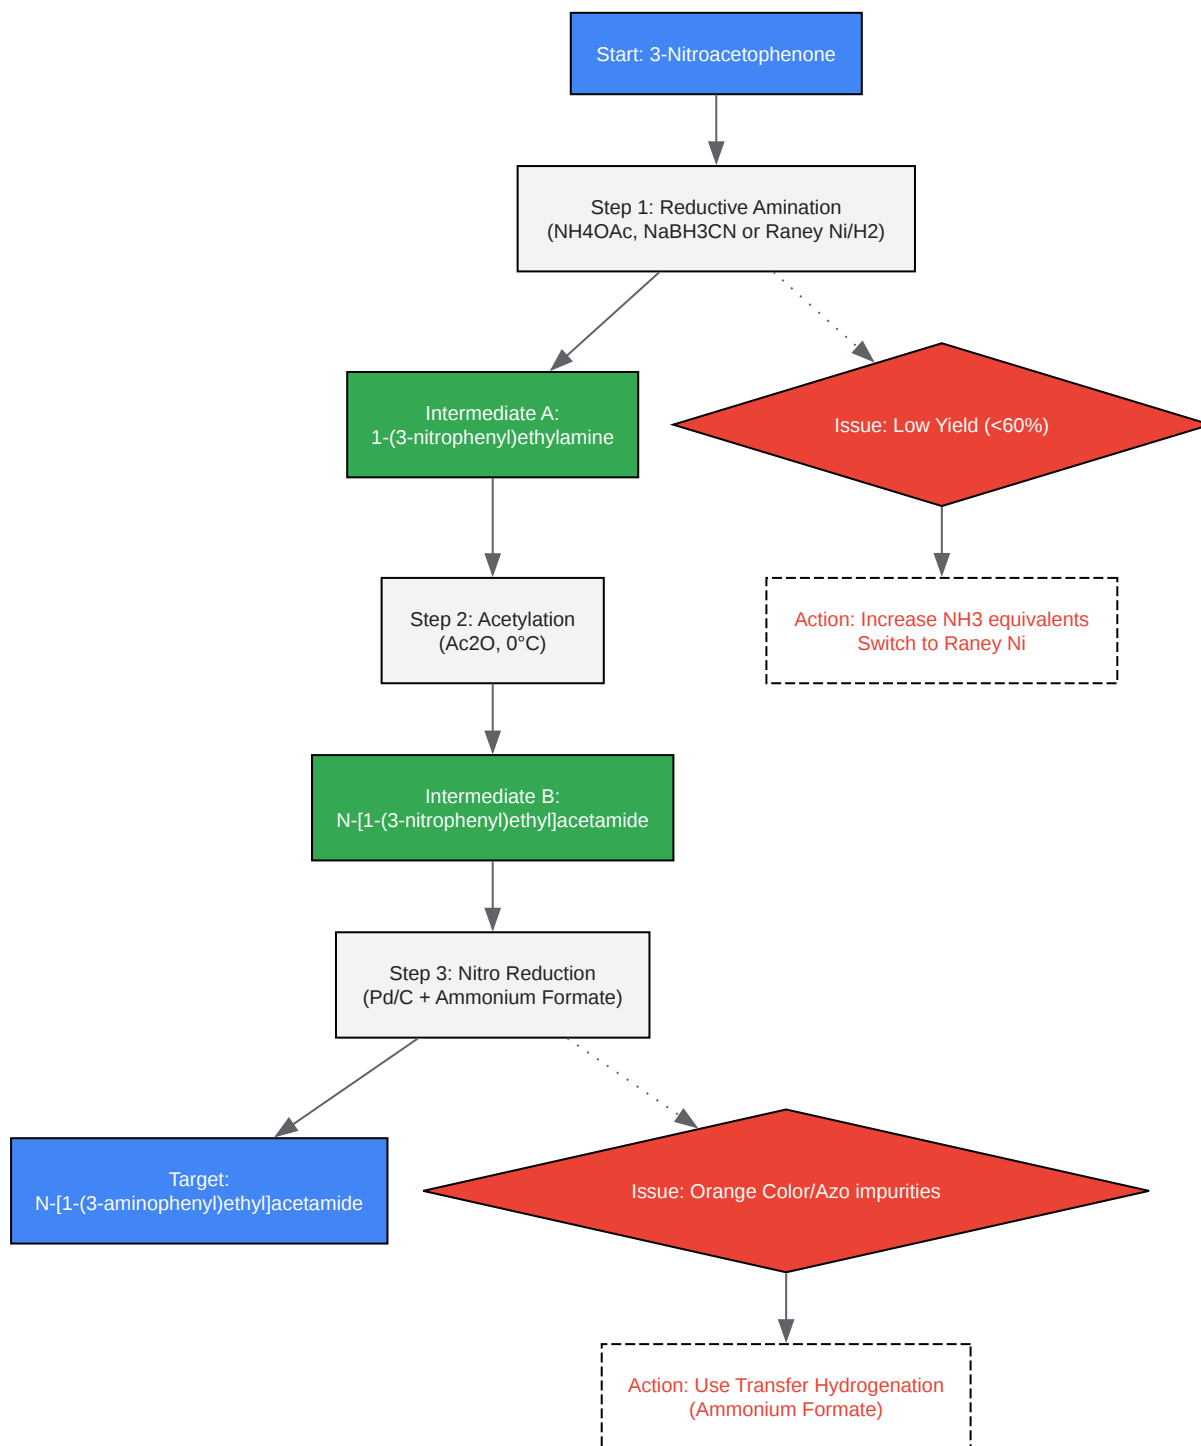 Start: 3-Nitroacetophenone
Step 1: Reductive Amination
(NH4OAc, NaBH3CN or Raney Ni/H2)
Intermediate A:
1-(3-nitrophenyl)ethylamine
Issue: Low Yield (<60%)
Step 2: Acetylation
(Ac2O, 0°C)
Action: Increase NH3 equivalents
Switch to Raney Ni
Intermediate B:
N-[1-(3-nitrophenyl)ethyl]acetamide
Step 3: Nitro Reduction
(Pd/C + Ammonium Formate)
Target:
N-[1-(3-aminophenyl)ethyl]acetamide
Issue: Orange Color/Azo impurities
Action: Use Transfer Hydrogenation
(Ammonium Formate)